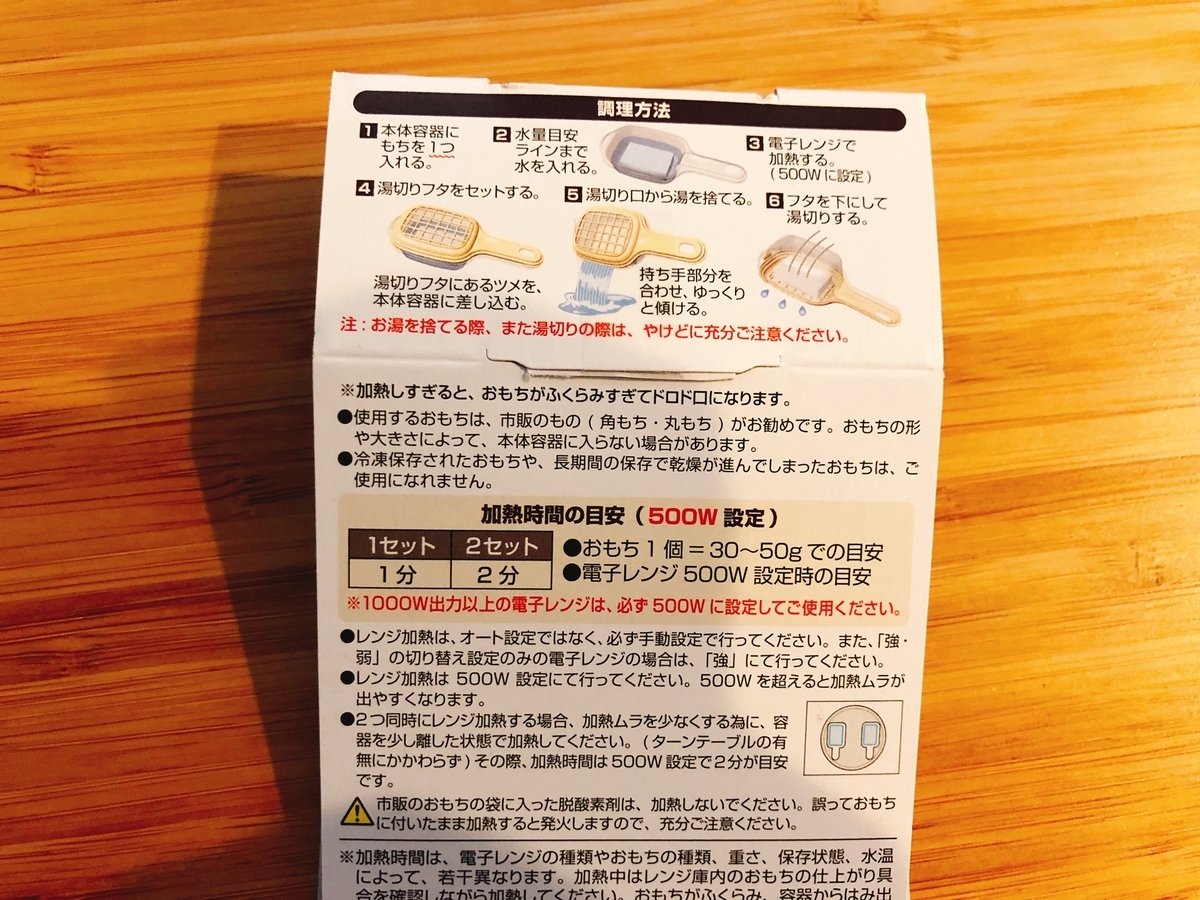 調理方法
1 本体容器に
もちを1つ
入れる。
2 水量目安
ラインまで
水を入れる。
3 電子レンジで
加熱する。
(500Wに設定)
4 湯切りフタをセットする。
湯切りフタにあるツメを、
本体容器に差し込む。
5 湯切り口から湯を捨てる。
持ち手部分を
合わせ、ゆっくり
と傾ける。
6 フタを下にして
湯切りする。
注：お湯を捨てる際、また湯切りの際は、やけどに充分ご注意ください。
※加熱しすぎると、おもちがふくらみすぎてドロドロになります。
●使用するおもちは、市販のもの（角もち・丸もち）がお勧めです。おもちの形
や大きさによって、本体容器に入らない場合があります。
●冷凍保存されたおもちや、長期間の保存で乾燥が進んでしまったおもちは、ご
使用になれません。
加熱時間の目安（500W 設定）
1セット 2セット
1分 2分
●おもち1個＝30〜50gでの目安
●電子レンジ500W設定時の目安
※1000W出力以上の電子レンジは、必ず500Wに設定してご使用ください。
●レンジ加熱は、オート設定ではなく、必ず手動設定で行ってください。また、「強・
弱」の切り替え設定のみの電子レンジの場合は、「強」にて行ってください。
●レンジ加熱は500W設定にて行ってください。500Wを超えると加熱ムラが
出やすくなります。
●2つ同時にレンジ加熱する場合、加熱ムラを少なくする為に、容
器を少し離した状態で加熱してください。（ターンテーブルの有
無にかかわらず）その際、加熱時間は500W設定で2分が目安
です。
市販のおもちの袋に入った脱酸素剤は、加熱しないでください。誤っておもち
に付いたまま加熱すると発火しますので、充分ご注意ください。
※加熱時間は、電子レンジの種類やおもちの種類、重さ、保存状態、水温
によって、若干異なります。加熱中はレンジ庫内のおもちの仕上がり具
合を確認しながら加熱してください。おもちがふくらみ、容器からはみ出